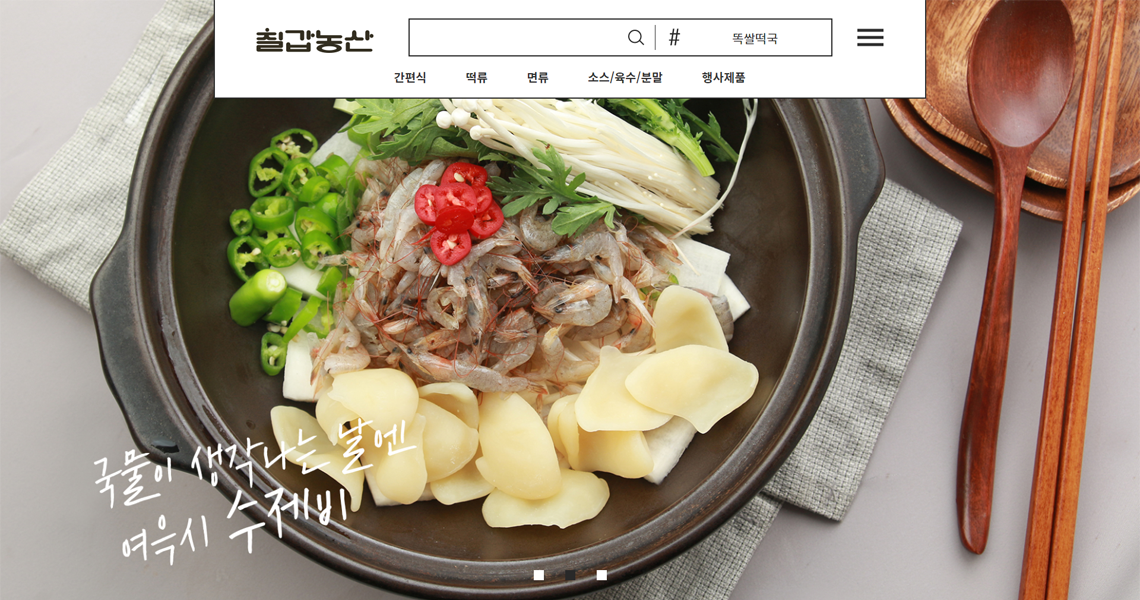 칠갑농산
# 똑쌀떡국
간편식 떡류 면류 소스/육수/분말 행사제품
국물이 생각나는 날엔
여윽시 수제비